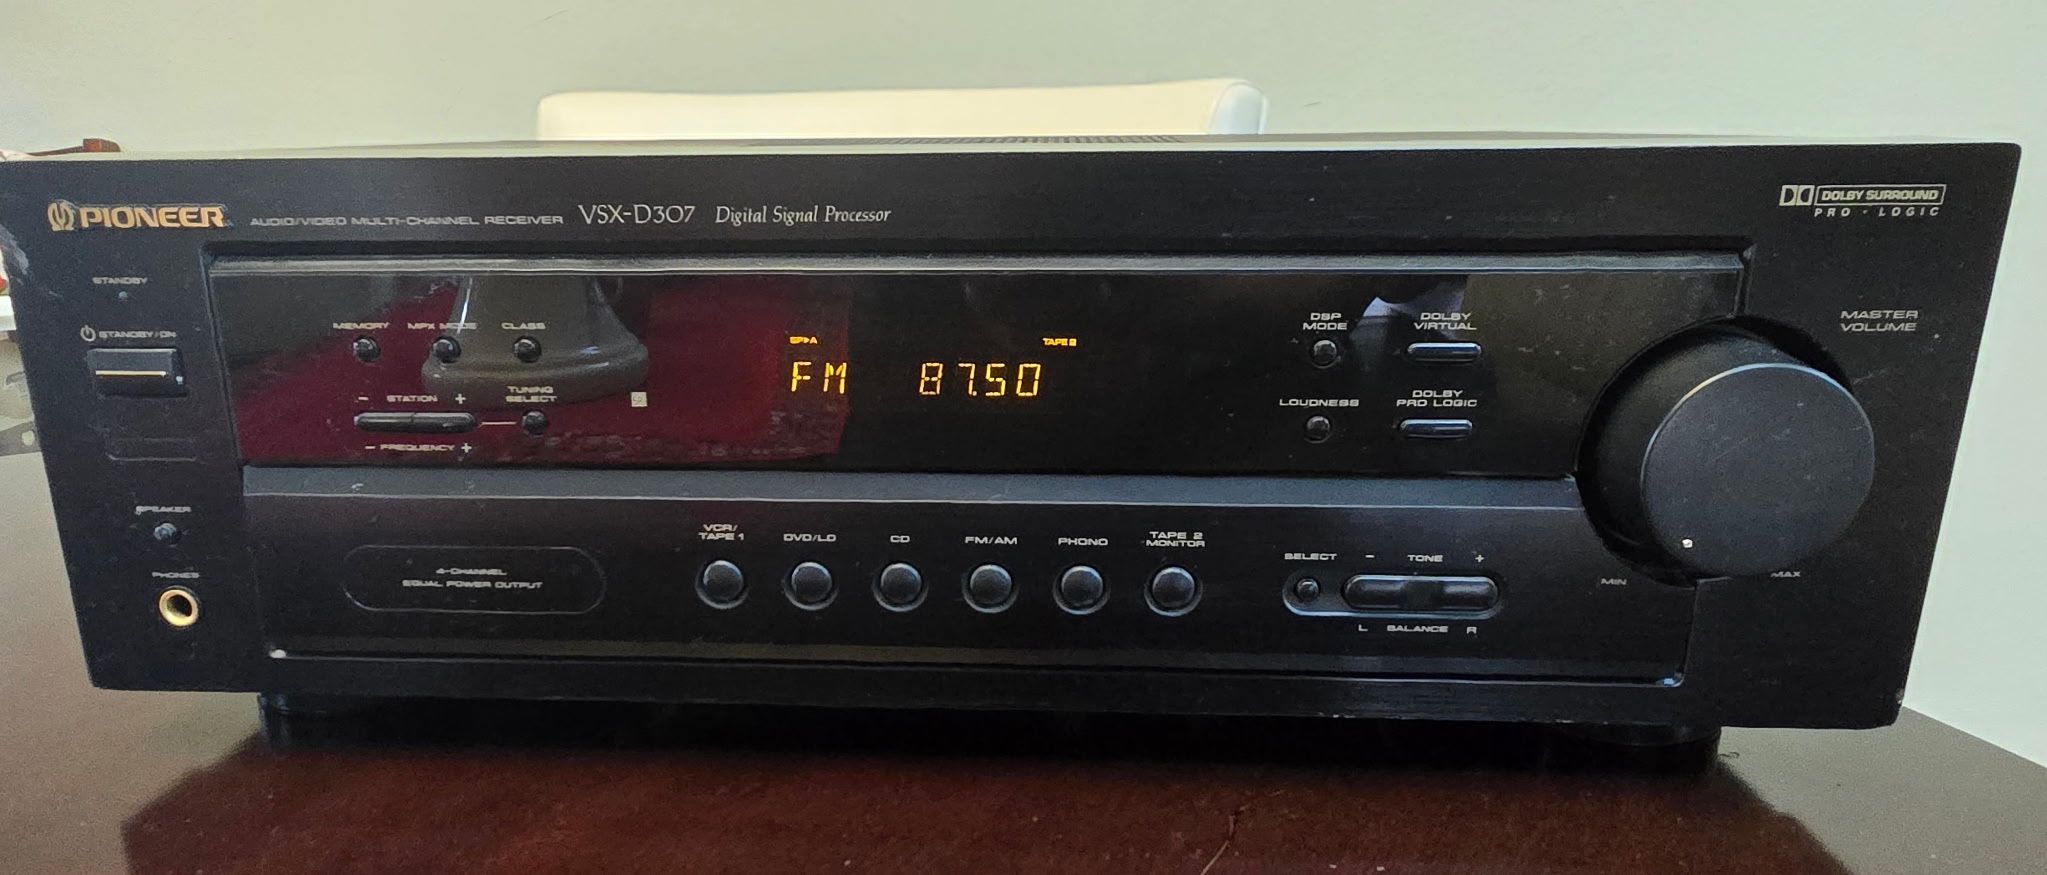 PIONEER AUDIO/VIDEO MULTI-CHANNEL RECEIVER VSX-D307 Digital Signal Processor
DOLBY SURROUND
PRO · LOGIC
STANDBY
STANDBY/ON
MEMORY MPX MODE CLASS
- STATION +
TUNING
SELECT
- FREQUENCY +
SP▶A TAPE 2
FM 87.50
DSP
MODE
DOLBY
VIRTUAL
LOUDNESS
DOLBY
PRO LOGIC
MASTER
VOLUME
MIN MAX
SPEAKER
PHONES
4-CHANNEL
EQUAL POWER OUTPUT
VCR/
TAPE 1
DVD/LD
CD
FM/AM
PHONO
TAPE 2
MONITOR
SELECT - TONE +
L BALANCE R